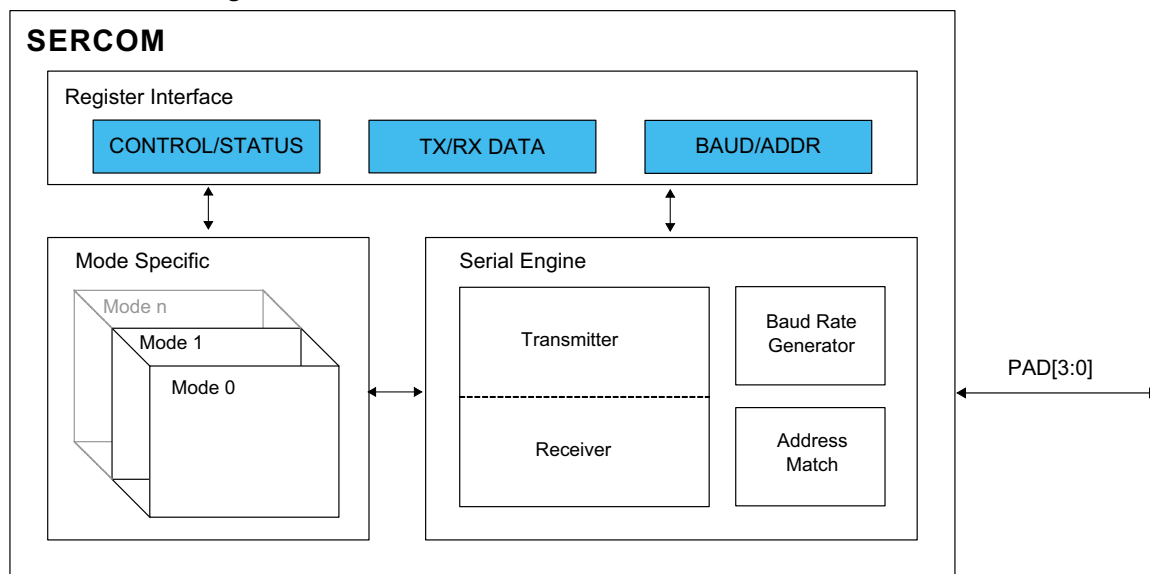 SERCOM
Register Interface
CONTROL/STATUS
TX/RX DATA
BAUD/ADDR
Mode Specific
Mode n
Mode 1
Mode 0
Serial Engine
Transmitter
Receiver
Baud Rate
Generator
Address
Match
PAD[3:0]